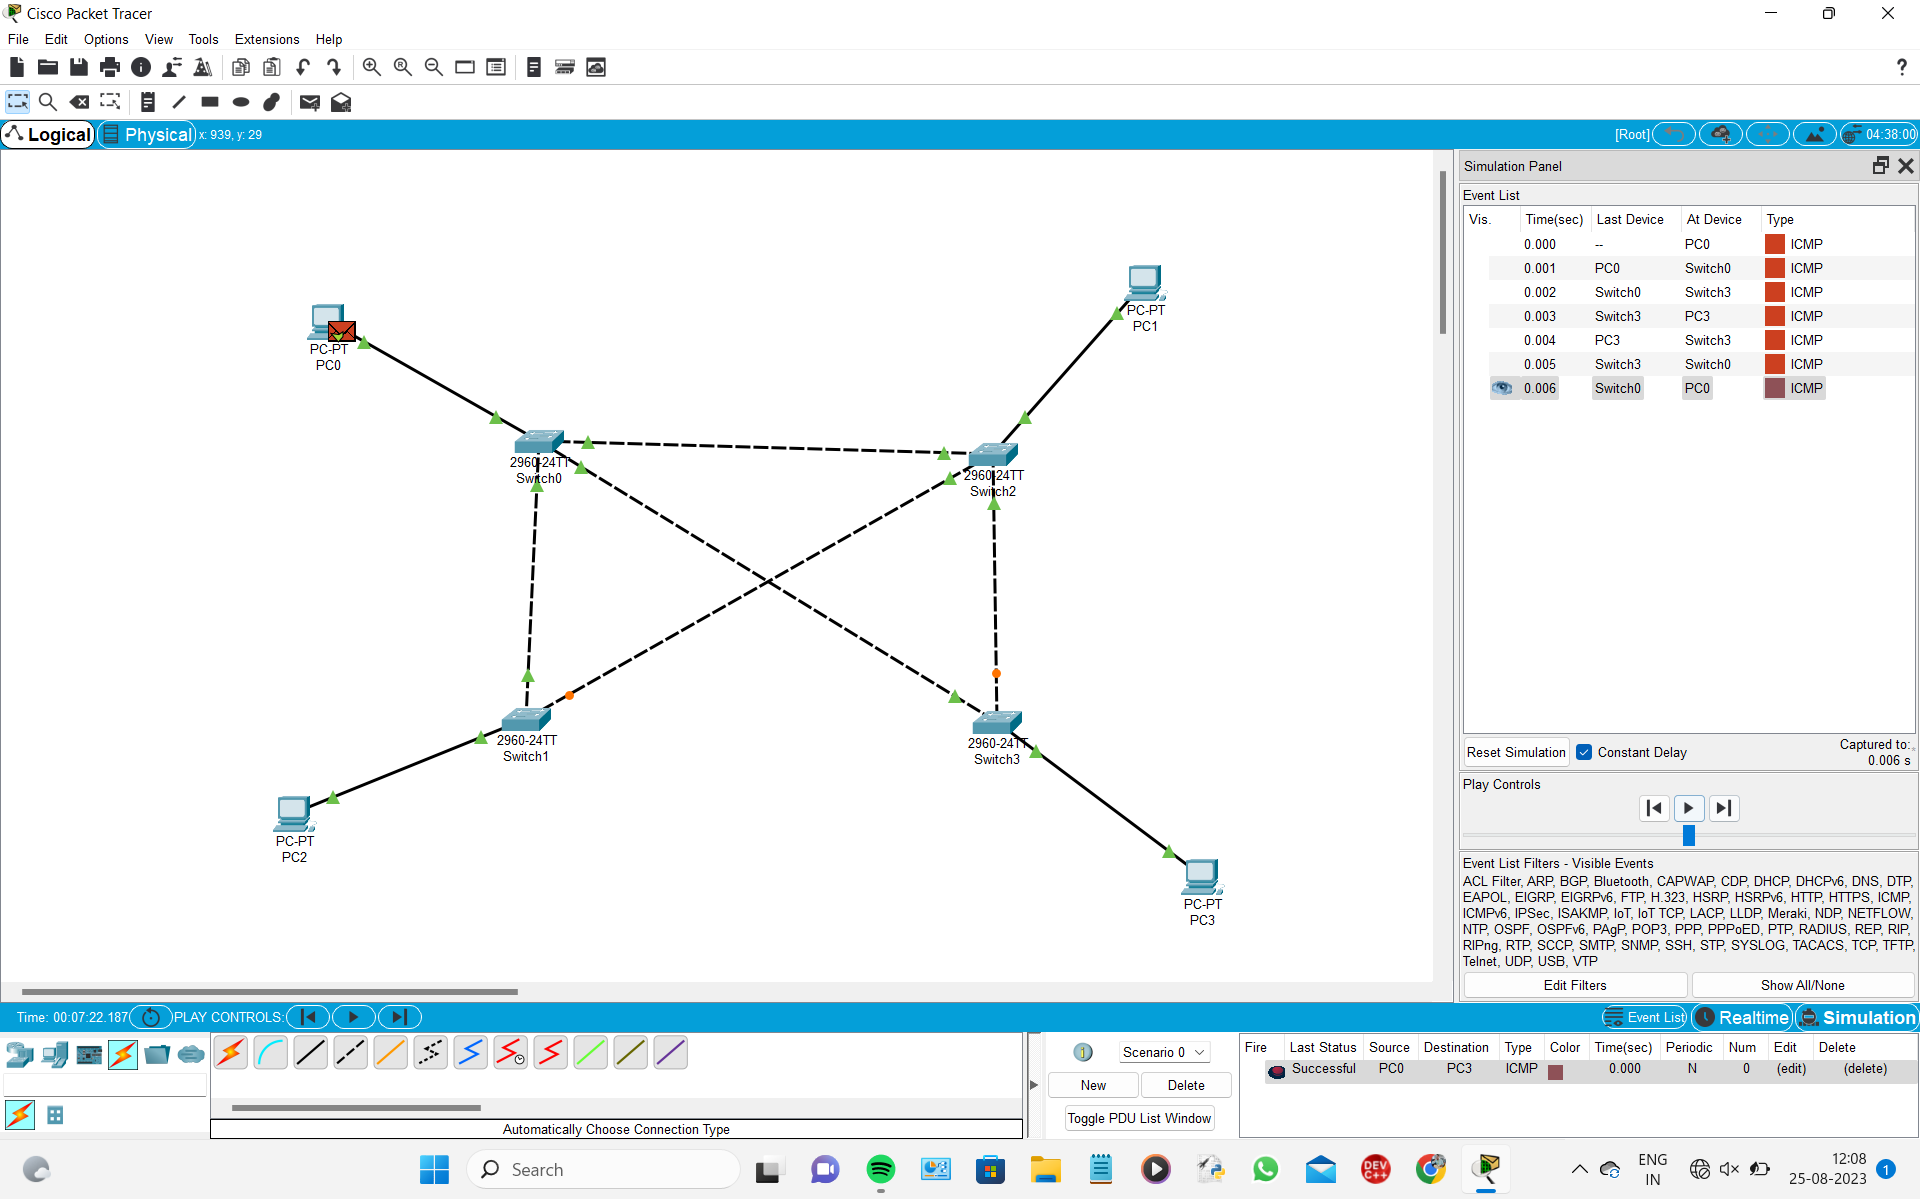 Cisco Packet Tracer
File Edit Options View Tools Extensions Help
Logical Physical x: 939, y: 29 [Root] 04:38:00
Simulation Panel
Event List
Vis. Time(sec) Last Device At Device Type
0.000 -- PC0 ICMP
0.001 PC0 Switch0 ICMP
0.002 Switch0 Switch3 ICMP
0.003 Switch3 PC3 ICMP
0.004 PC3 Switch3 ICMP
0.005 Switch3 Switch0 ICMP
0.006 Switch0 PC0 ICMP
PC-PT
PC1
PC-PT
PC0
2960-24TT
Switch0
2960-24TT
Switch2
2960-24TT
Switch1
2960-24TT
Switch3
PC-PT
PC2
PC-PT
PC3
Reset Simulation Constant Delay Captured to:
0.006 s
Play Controls
Event List Filters - Visible Events
ACL Filter, ARP, BGP, Bluetooth, CAPWAP, CDP, DHCP, DHCPv6, DNS, DTP,
EAPOL, EIGRP, EIGRPv6, FTP, H.323, HSRP, HSRPv6, HTTP, HTTPS, ICMP,
ICMPv6, IPSec, ISAKMP, IoT, IoT TCP, LACP, LLDP, Meraki, NDP, NETFLOW,
NTP, OSPF, OSPFv6, PAgP, POP3, PPP, PPPoED, PTP, RADIUS, REP, RIP,
RIPng, RTP, SCCP, SMTP, SNMP, SSH, STP, SYSLOG, TACACS, TCP, TFTP,
Telnet, UDP, USB, VTP
Edit Filters Show All/None
Time: 00:07:22.187 PLAY CONTROLS: Event List Realtime Simulation
Scenario 0
New Delete
Toggle PDU List Window
Fire Last Status Source Destination Type Color Time(sec) Periodic Num Edit Delete
Successful PC0 PC3 ICMP 0.000 N 0 (edit) (delete)
Automatically Choose Connection Type
Search
DEV
C++
ENG
IN
12:08
25-08-2023
1